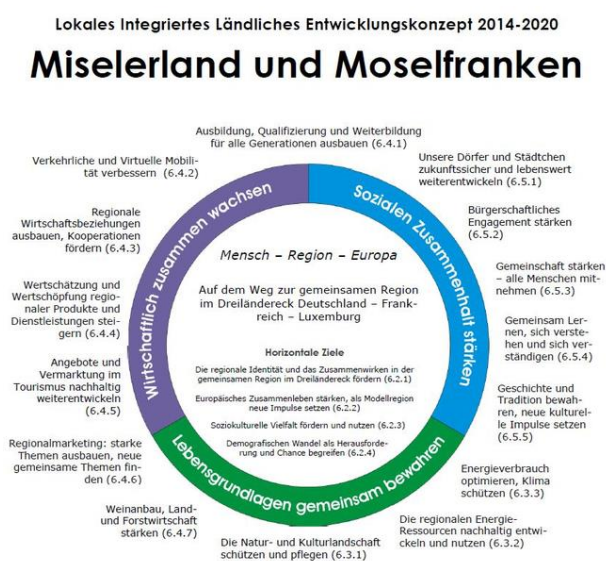 Lokales Integriertes Ländliches Entwicklungskonzept 2014-2020
Miselerland und Moselfranken
Ausbildung, Qualifizierung und Weiterbildung
für alle Generationen ausbauen (6.4.1)
Verkehrliche und Virtuelle Mobili-
tät verbessern (6.4.2)
Regionale
Wirtschaftsbeziehungen
ausbauen, Kooperationen
fördern (6.4.3)
Wertschätzung und
Wertschöpfung regio-
naler Produkte und
Dienstleistungen stei-
gern (6.4.4)
Angebote und
Vermarktung im
Tourismus nachhaltig
weiterentwickeln
(6.4.5)
Regionalmarketing: starke
Themen ausbauen, neue
gemeinsame Themen fin-
den (6.4.6)
Weinanbau, Land-
und Forstwirtschaft
stärken (6.4.7)
Wirtschaftlich zusammen wachsen
Sozialen Zusammenhalt stärken
Lebensgrundlagen gemeinsam bewahren
Mensch – Region – Europa
Auf dem Weg zur gemeinsamen Region
im Dreiländereck Deutschland – Frank-
reich – Luxemburg
Horizontale Ziele
Die regionale Identität und das Zusammenwirken in der
gemeinsamen Region im Dreiländereck fördern (6.2.1)
Europäisches Zusammenleben stärken, als Modellregion
neue Impulse setzen (6.2.2)
Soziokulturelle Vielfalt fördern und nutzen (6.2.3)
Demografischen Wandel als Herausforde-
rung und Chance begreifen (6.2.4)
Unsere Dörfer und Städtchen
zukunftssicher und lebenswert
weiterentwickeln (6.5.1)
Bürgerschaftliches
Engagement stärken
(6.5.2)
Gemeinschaft stärken
– alle Menschen mit-
nehmen (6.5.3)
Gemeinsam Ler-
nen, sich verste-
hen und sich ver-
ständigen (6.5.4)
Geschichte und
Tradition bewah-
ren, neue kulturel-
le Impulse setzen
(6.5.5)
Energieverbrauch
optimieren, Klima
schützen (6.3.3)
Die regionalen Energie-
Ressourcen nachhaltig entwi-
ckeln und nutzen (6.3.2)
Die Natur- und Kulturlandschaft
schützen und pflegen (6.3.1)